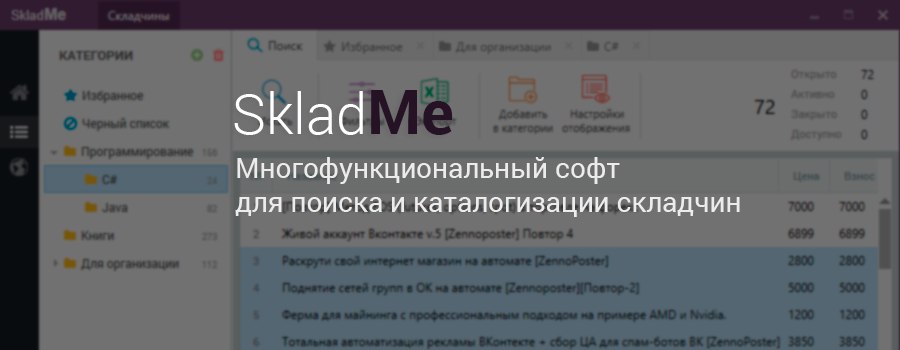 SkladMe
Складчины
КАТЕГОРИИ
Избранное
Черный список
Программирование 156
C# 24
Java 82
Книги 273
Для организации 112
Поиск
Избранное
Для организации
C#
Добавить
в категории
Настройки
отображения
72
Открыто 72
Активно 0
Закрыто 0
Доступно 0
SkladMe
Многофункциональный софт
для поиска и каталогизации складчин
Цена Взнос
7000 7000
2 Живой аккаунт Вконтакте v.5 [Zennoposter] Повтор 4 6899 6899
3 Раскрути свой интернет магазин на автомате [ZennoPoster] 2800 2800
4 Поднятие сетей групп в ОК на автомате [Zennoposter][Повтор-2] 5000 5000
5 Ферма для майнинга с профессиональным подходом на примере AMD и Nvidia. 1200 1200
6 Тотальная автоматизация рекламы ВКонтакте + сбор ЦА для спам-ботов ВК [ZennoPoster] 3850 3850